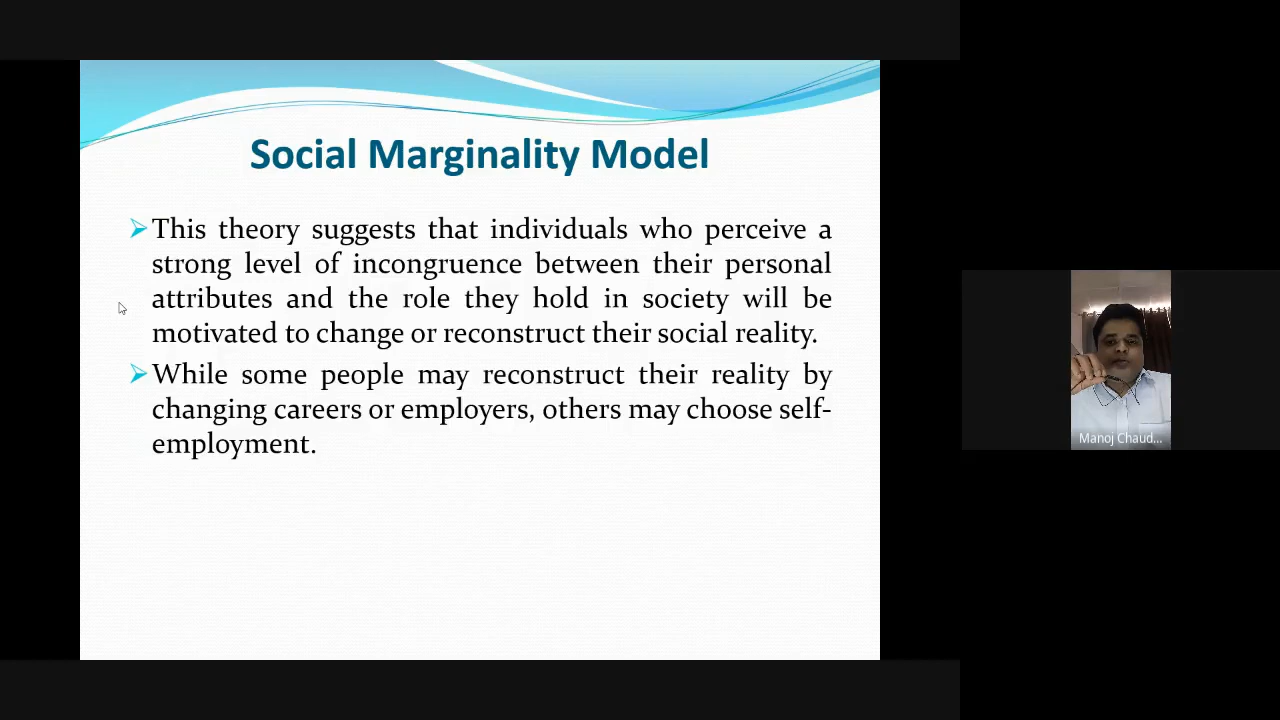 Social Marginality Model
This theory suggests that individuals who perceive a
strong level of incongruence between their personal
attributes and the role they hold in society will be
motivated to change or reconstruct their social reality.
While some people may reconstruct their reality by
changing careers or employers, others may choose self-
employment.
Manoj Chaud...